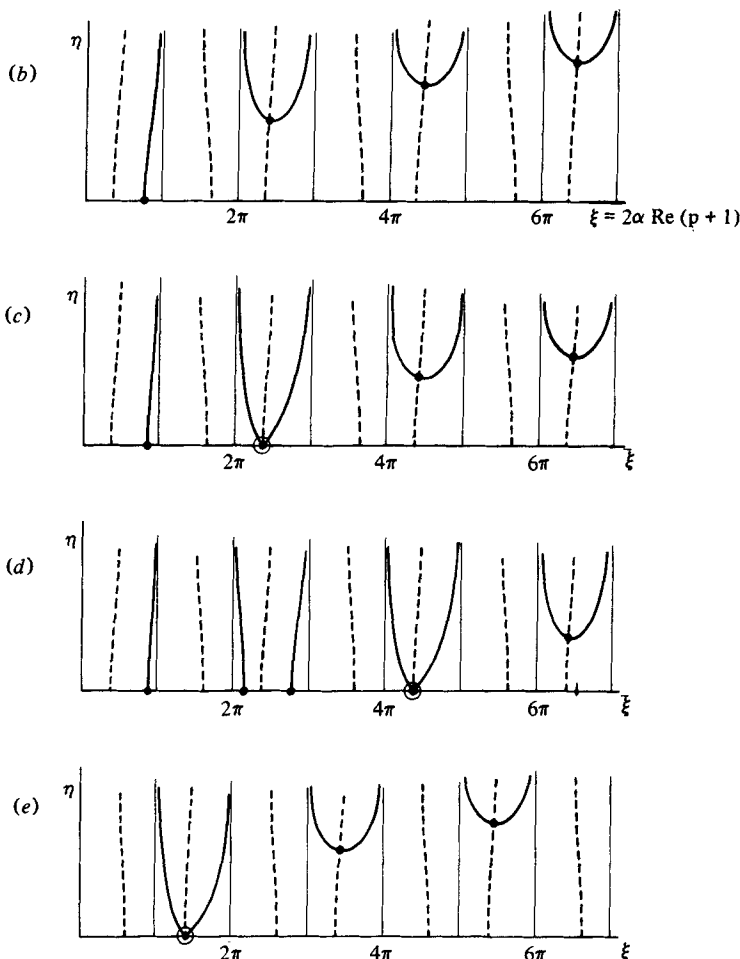 (b)
η
2π 4π 6π ξ = 2α Re (p + 1)
(c)
η
2π 4π 6π ξ
(d)
η
2π 4π 6π ξ
(e)
η
2π 4π 6π ξ